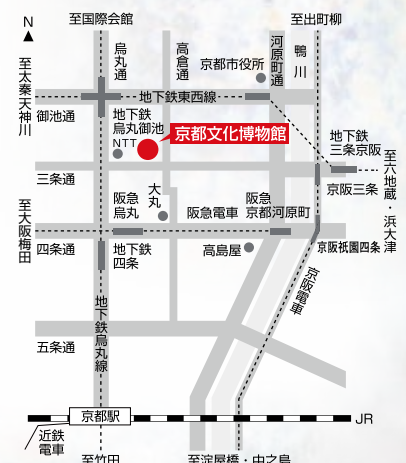 至国際会館
至出町柳
N
烏丸通
高倉通
河原町通
鴨川
京都市役所
至太秦天神川
地下鉄東西線
御池通
地下鉄
烏丸御池
NTT
京都文化博物館
地下鉄
三条京阪
三条通
京阪三条
至六地蔵・浜大津
至大阪梅田
阪急
烏丸
大丸
阪急電車
阪急
京都河原町
四条通
地下鉄
四条
高島屋
京阪祇園四条
京阪電車
地下鉄烏丸線
五条通
京都駅
JR
近鉄
電車
至竹田
至淀屋橋・中之島